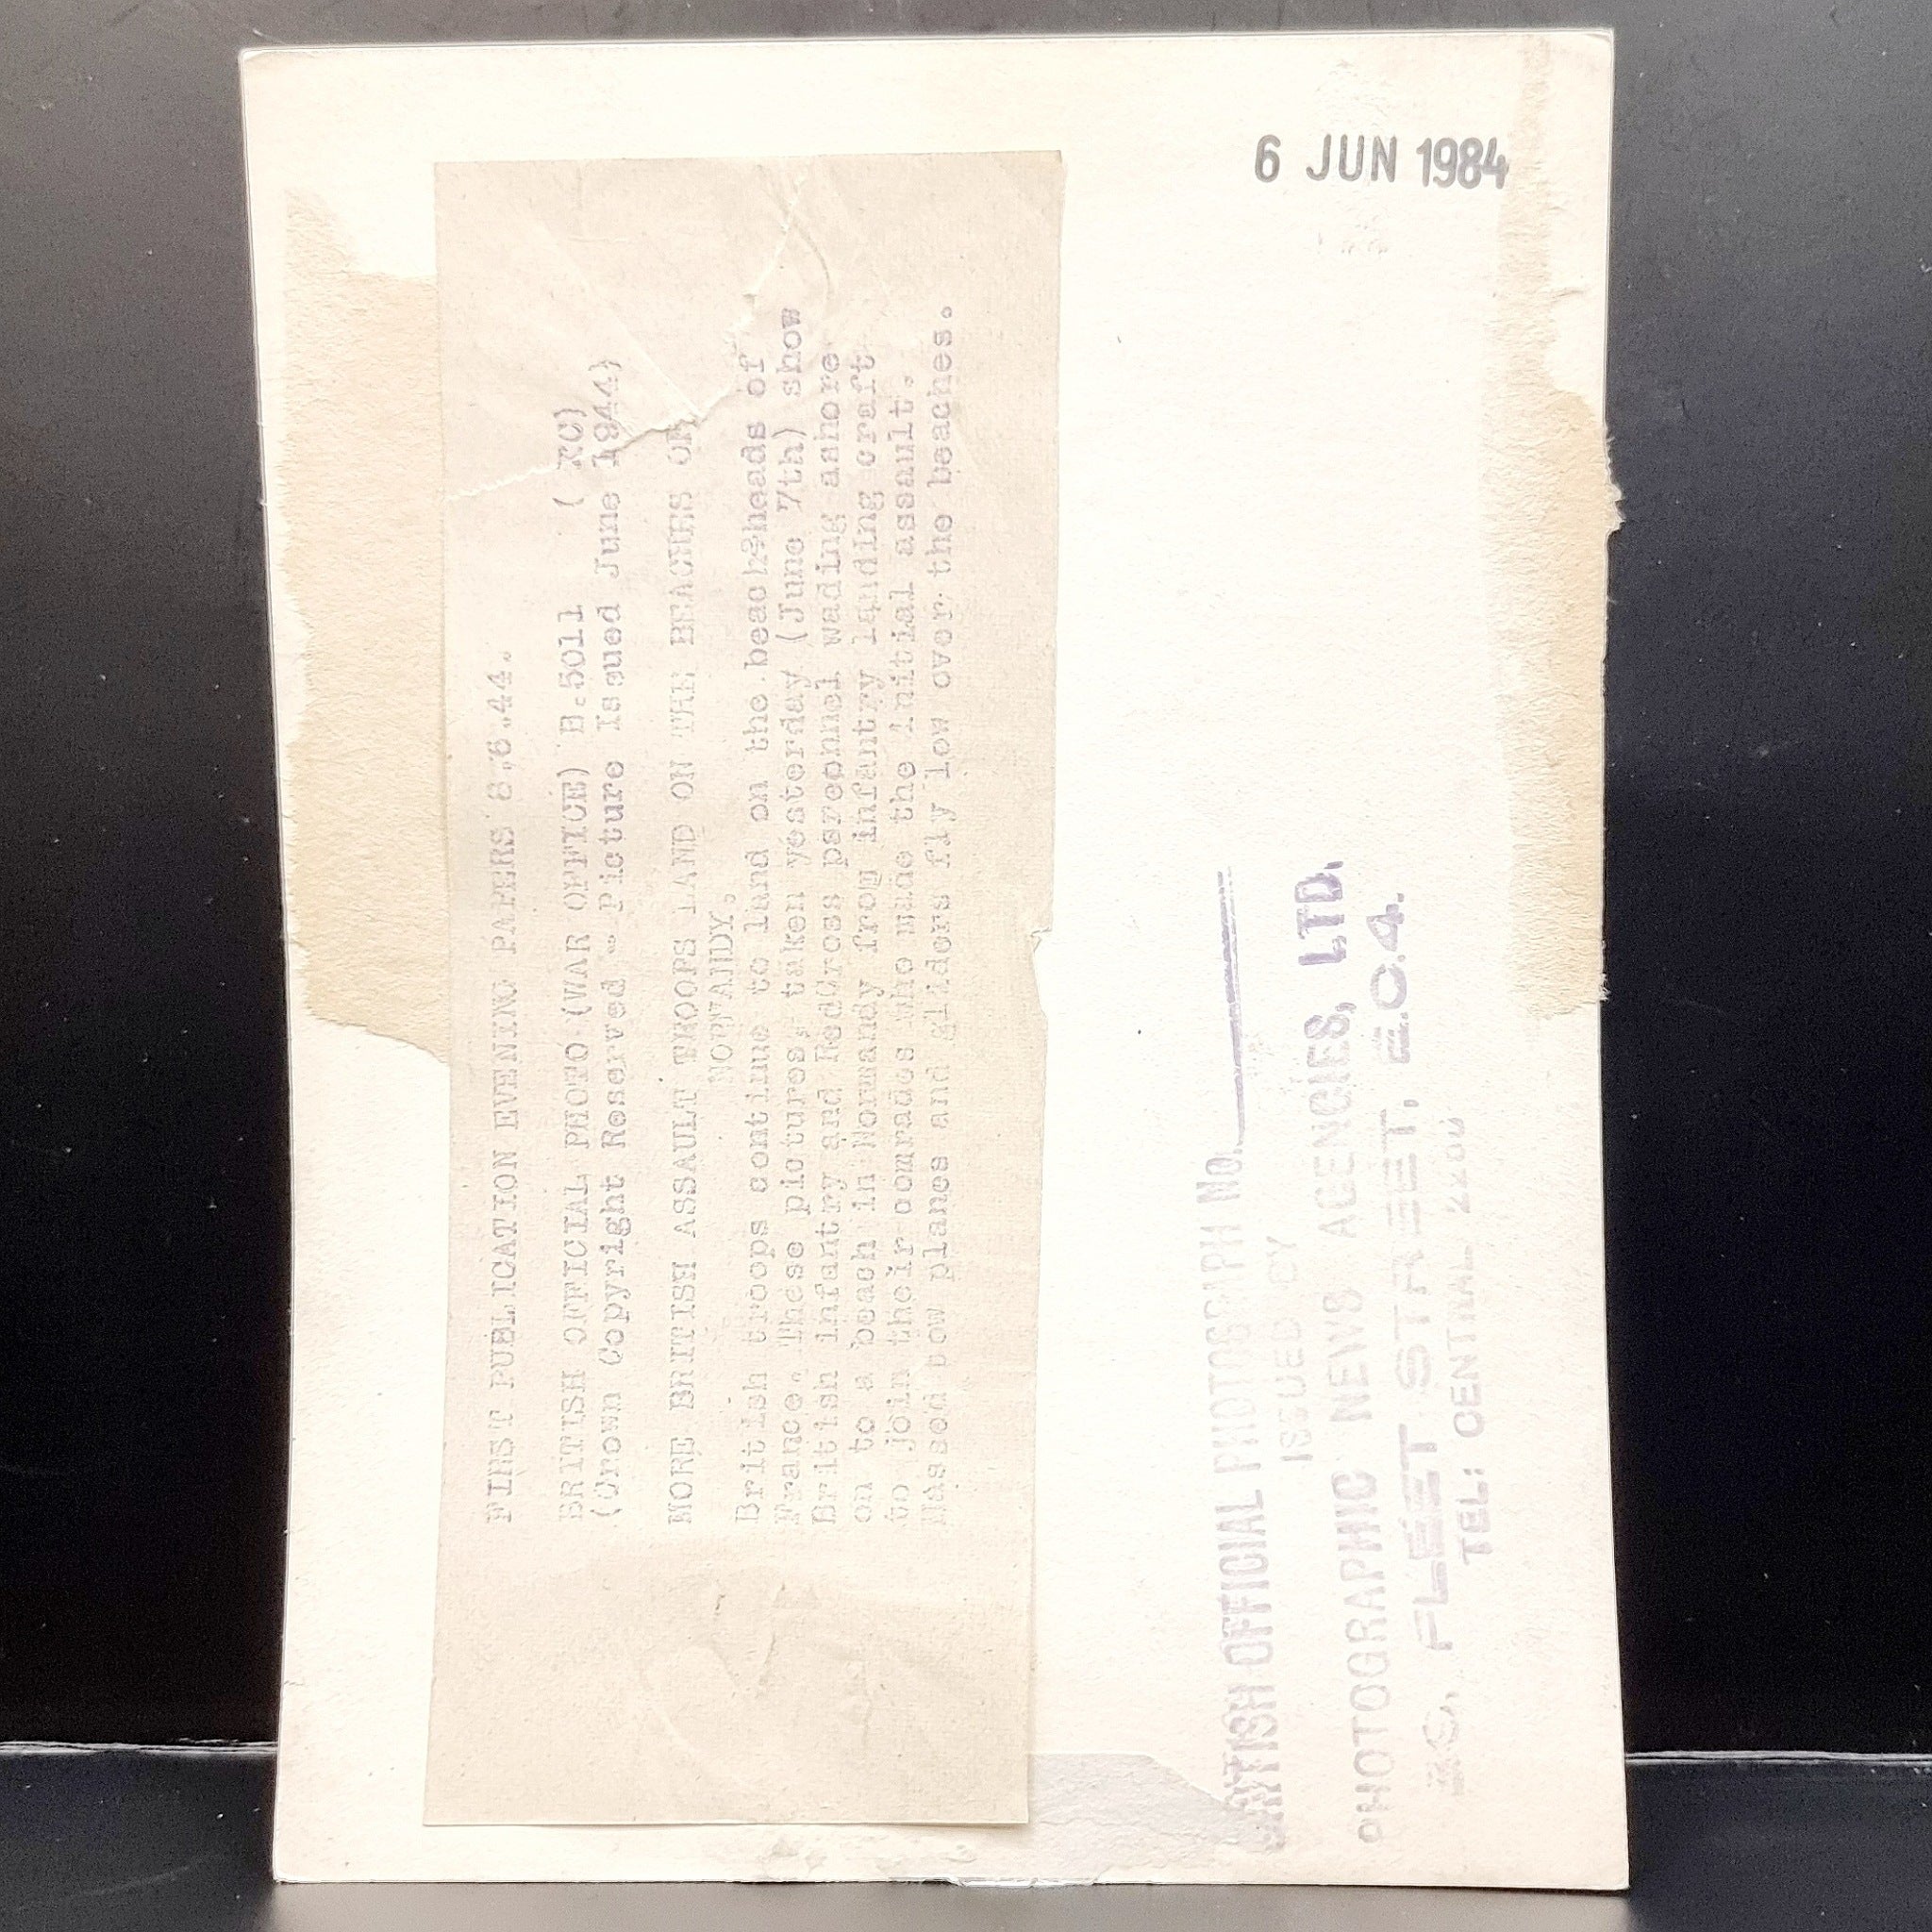 6 JUN 1984
FIRST PUBLICATION EVENING PAPERS 8.6.44.
BRITISH OFFICIAL PHOTO (WAR OFFICE) B.5011 ( XC)
(Crown Copyright Reserved - Picture Issued June 1944)
MORE BRITISH ASSAULT TROOPS LAND ON THE BEACHES OF
NORMANDY.
British troops continue to land on the beachheads of
France. These pictures, taken yesterday (June 7th) show
British infantry and RedCross personnel wading ashore
on to a beach in Normandy from infantry landing craft
to join their comrades who made the initial assault.
Massed tow planes and gliders fly low over the beaches.
BRITISH OFFICIAL PHOTOGRAPH No.
ISSUED BY
PHOTOGRAPHIC NEWS AGENCIES, LTD.
FLEET STREET, E.C.4.
TEL: CENTRAL